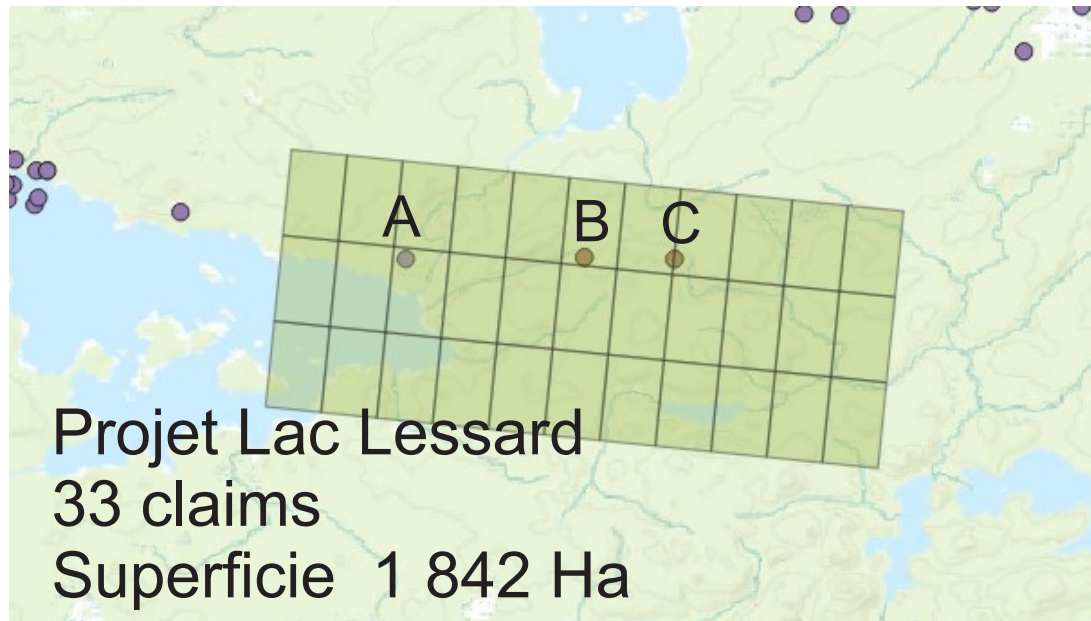 A
B
C
Projet Lac Lessard
33 claims
Superficie 1 842 Ha